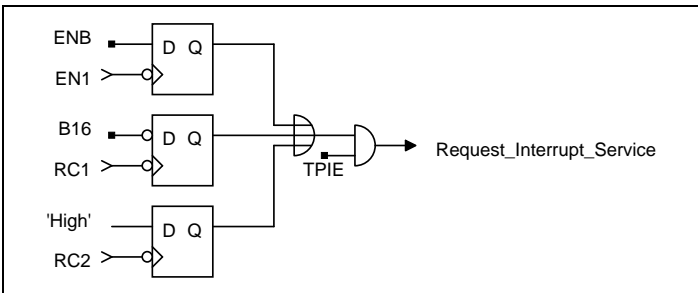 ENB
D Q
EN1
B16
D Q
RC1
TPIE
Request_Interrupt_Service
'High'
D Q
RC2